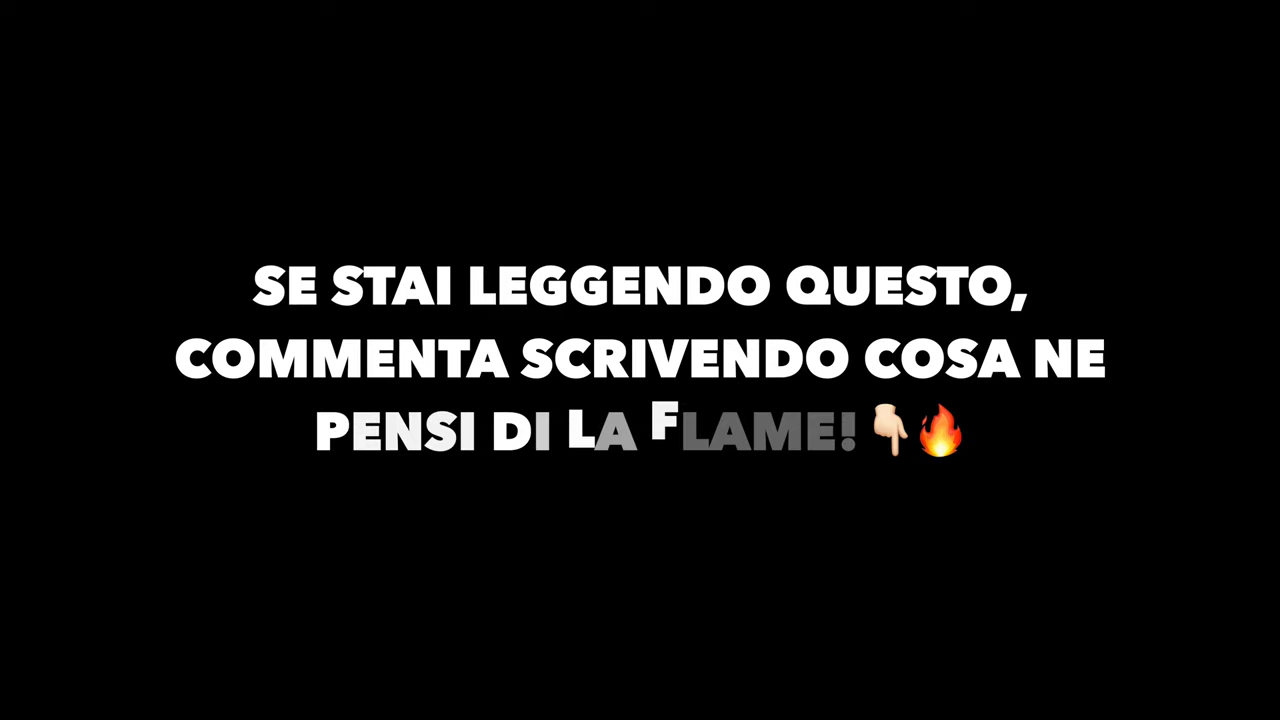 SE STAI LEGGENDO QUESTO,
COMMENTA SCRIVENDO COSA NE
PENSI DI LA FLAME! 👇🏻🔥